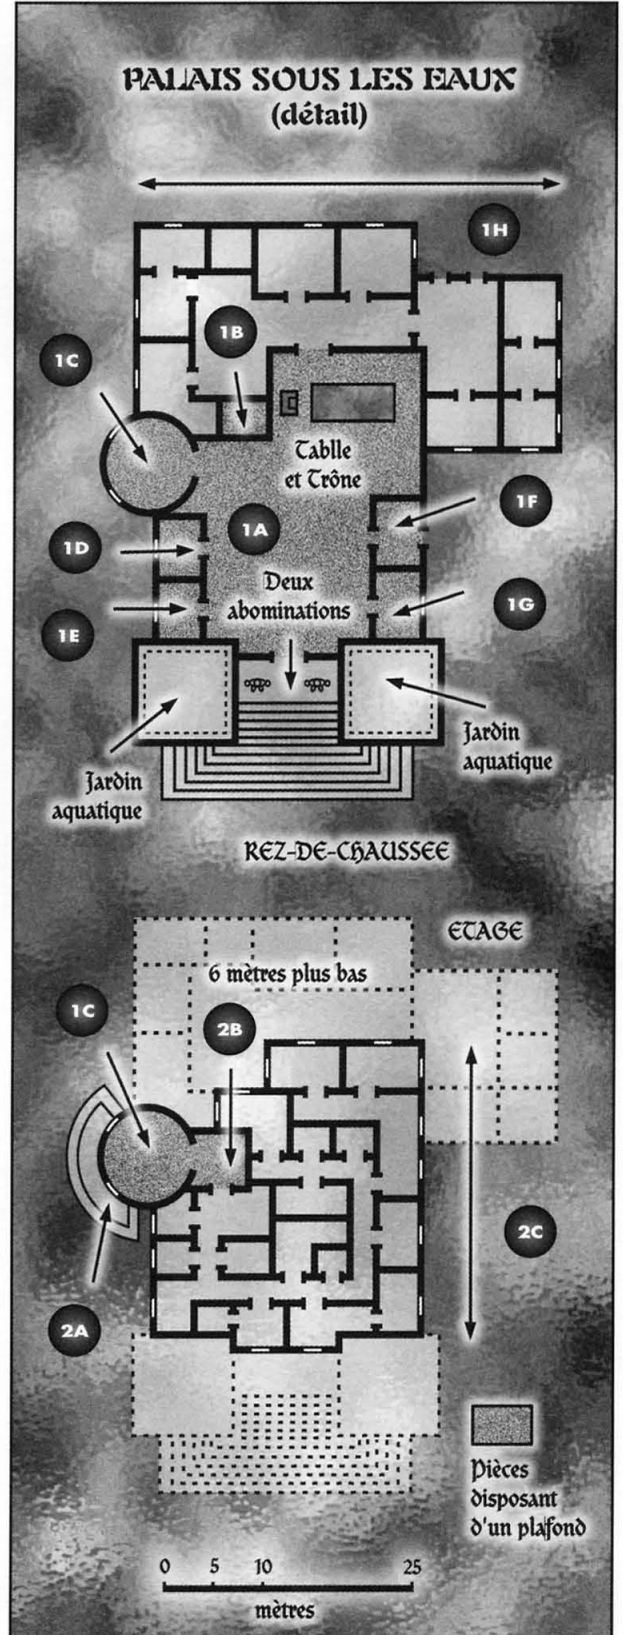 PALAIS SOUS LES EAUX
(détail)
1H
1B
1C
Tablle
et Trône
1F
1A
1D
Deux
abominations
1G
1E
Jardin
aquatique
Jardin
aquatique
REZ-DE-CHAUSSEE
ETAGE
6 mètres plus bas
1C
2B
2C
2A
Pièces
disposant
d'un plafond
0 5 10 25
mètres